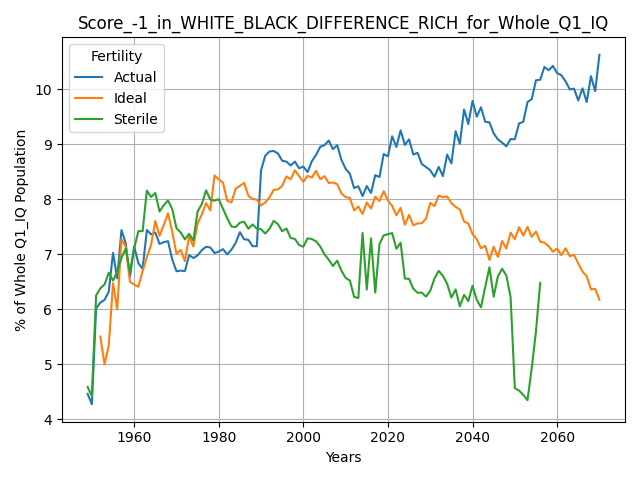 Score_-1_in_WHITE_BLACK_DIFFERENCE_RICH_for_Whole_Q1_IQ
Fertility
Actual
Ideal
Sterile
% of Whole Q1_IQ Population
10
9
8
7
6
5
4
1960
1980
2000
2020
2040
2060
Years